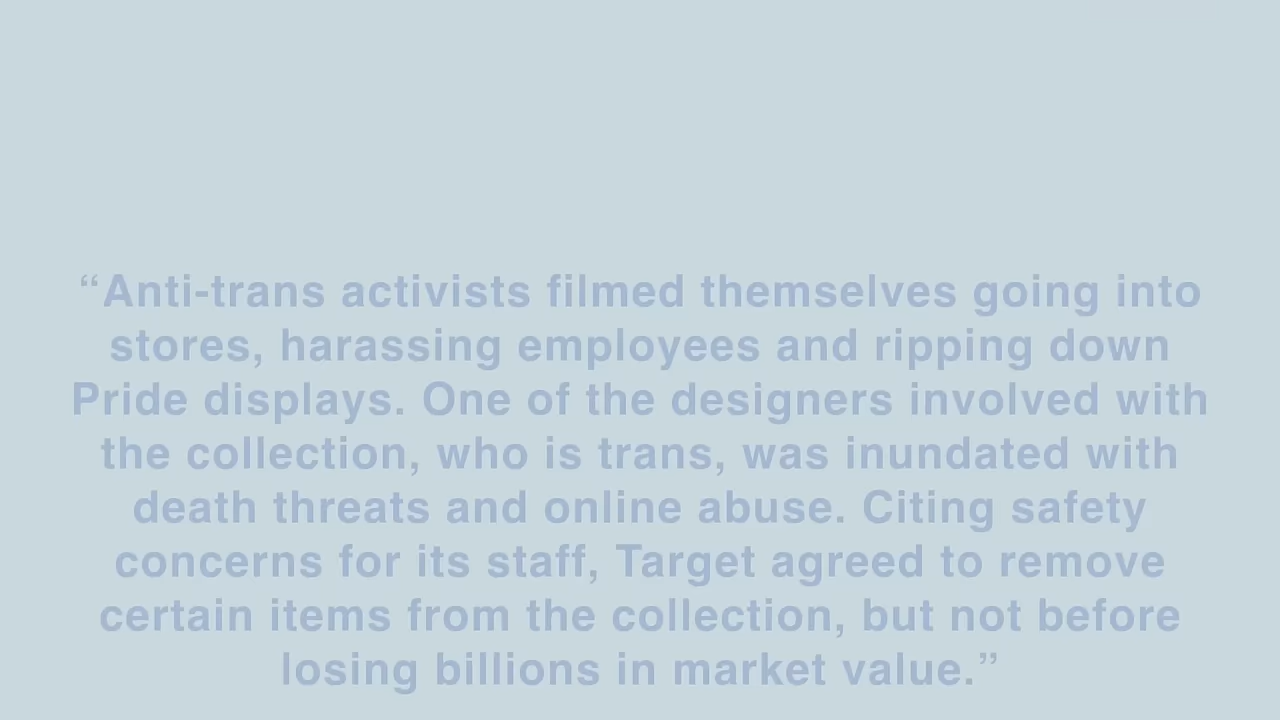 “Anti-trans activists filmed themselves going into
stores, harassing employees and ripping down
Pride displays. One of the designers involved with
the collection, who is trans, was inundated with
death threats and online abuse. Citing safety
concerns for its staff, Target agreed to remove
certain items from the collection, but not before
losing billions in market value.”